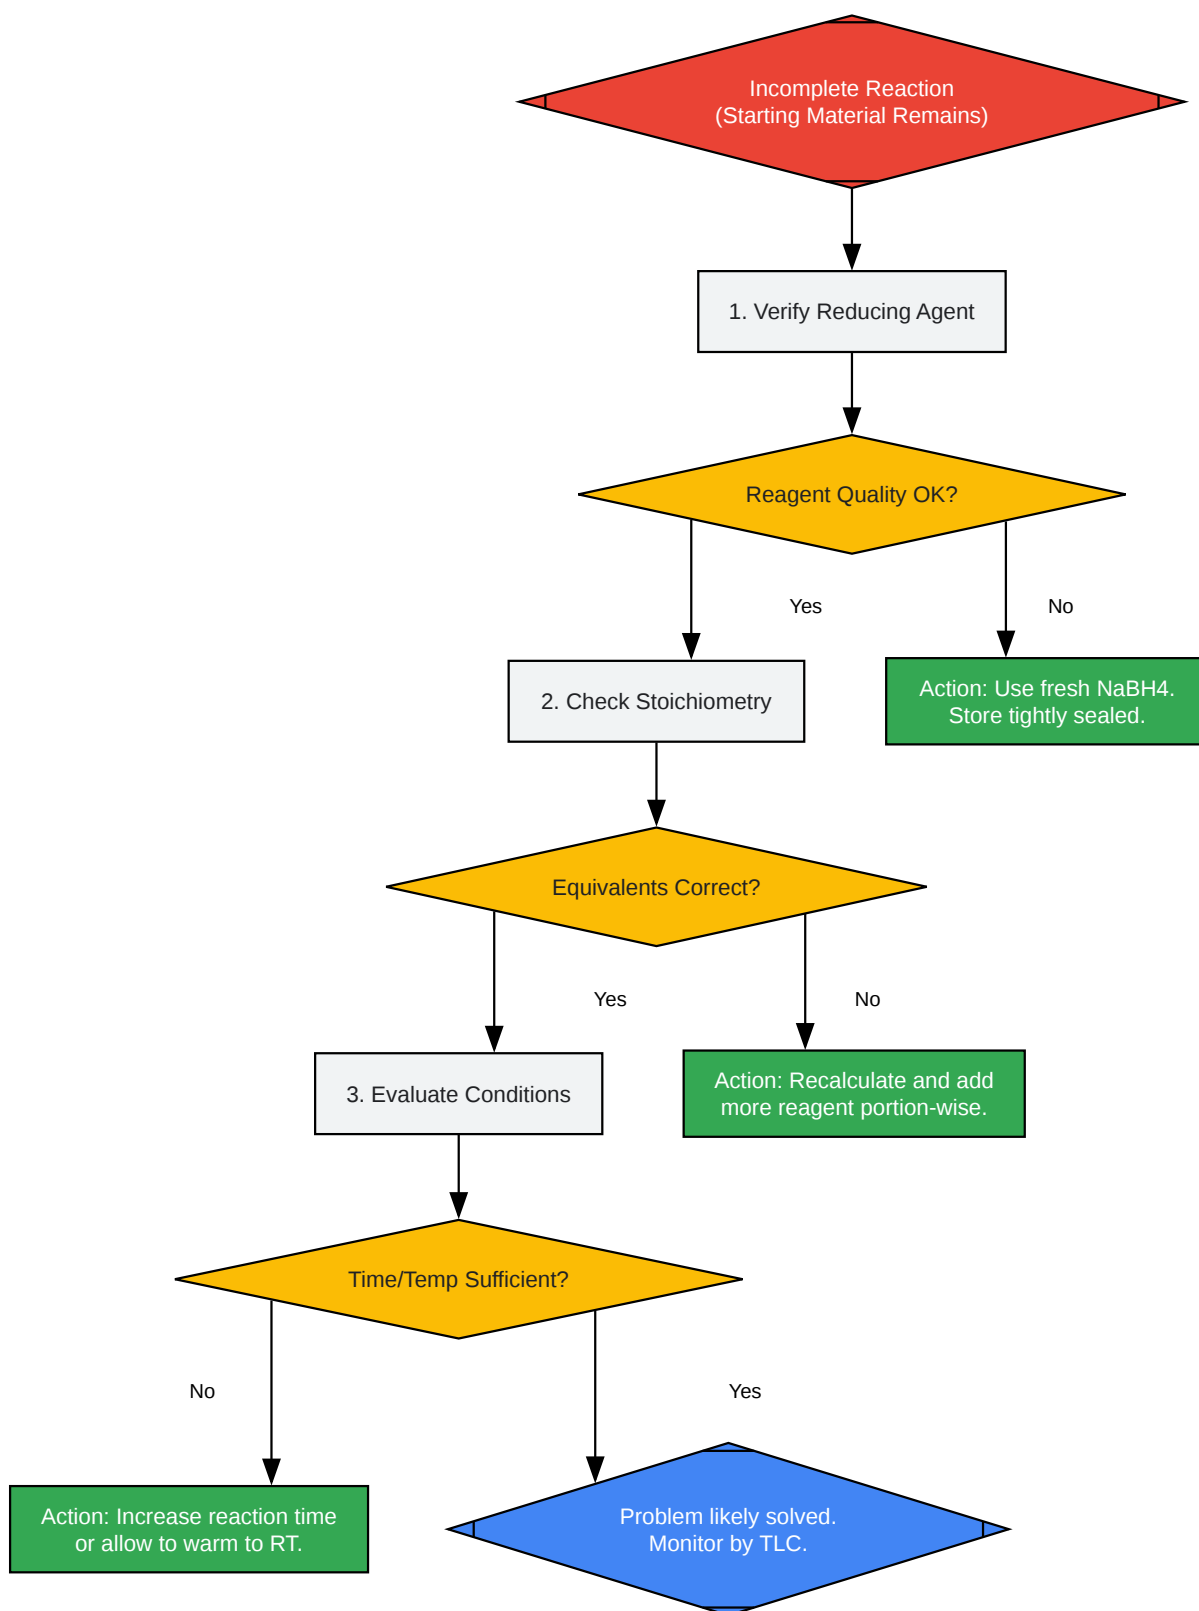 Incomplete Reaction
(Starting Material Remains)
1. Verify Reducing Agent
Reagent Quality OK?
Yes
No
2. Check Stoichiometry
Action: Use fresh NaBH4.
Store tightly sealed.
Equivalents Correct?
Yes
No
3. Evaluate Conditions
Action: Recalculate and add
more reagent portion-wise.
Time/Temp Sufficient?
No
Yes
Action: Increase reaction time
or allow to warm to RT.
Problem likely solved.
Monitor by TLC.